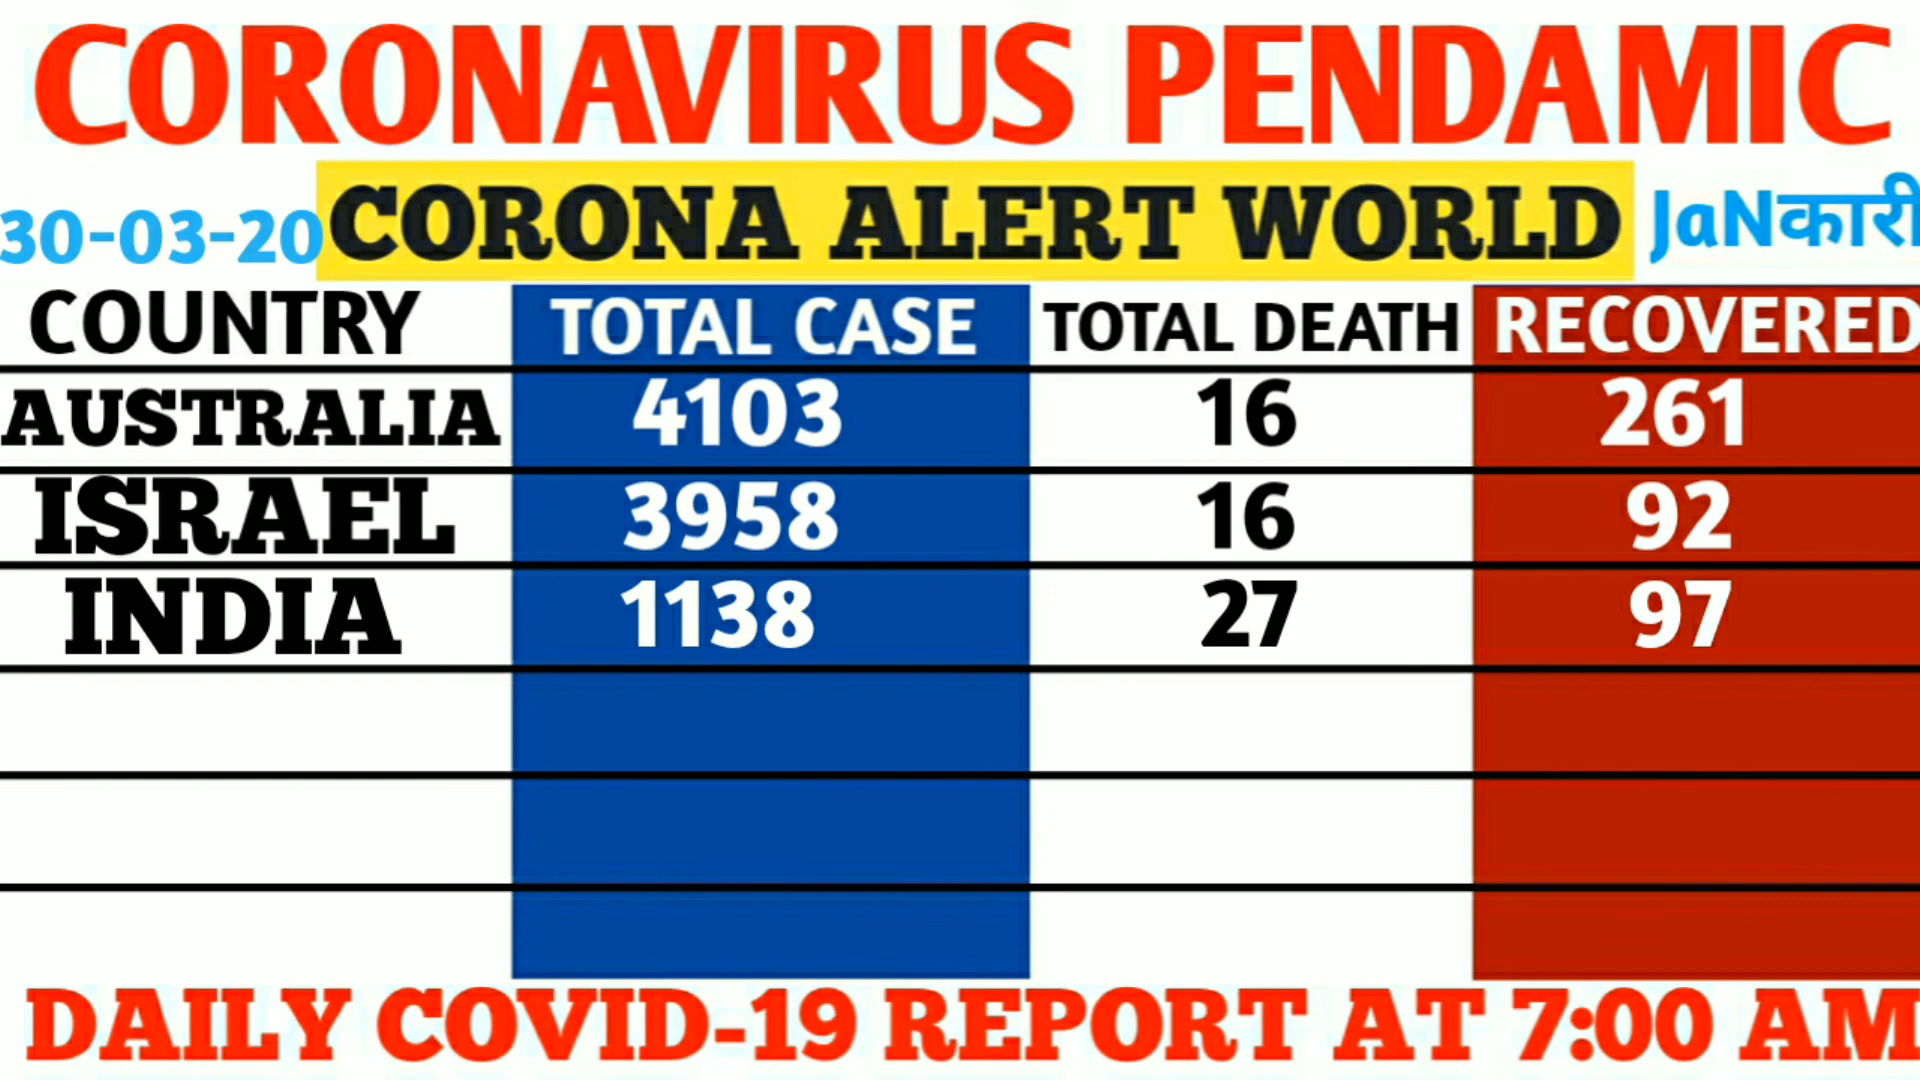 CORONAVIRUS PENDAMIC
30-03-20 CORONA ALERT WORLD JaNकारी
COUNTRY TOTAL CASE TOTAL DEATH RECOVERED
AUSTRALIA 4103 16 261
ISRAEL 3958 16 92
INDIA 1138 27 97
DAILY COVID-19 REPORT AT 7:00 AM